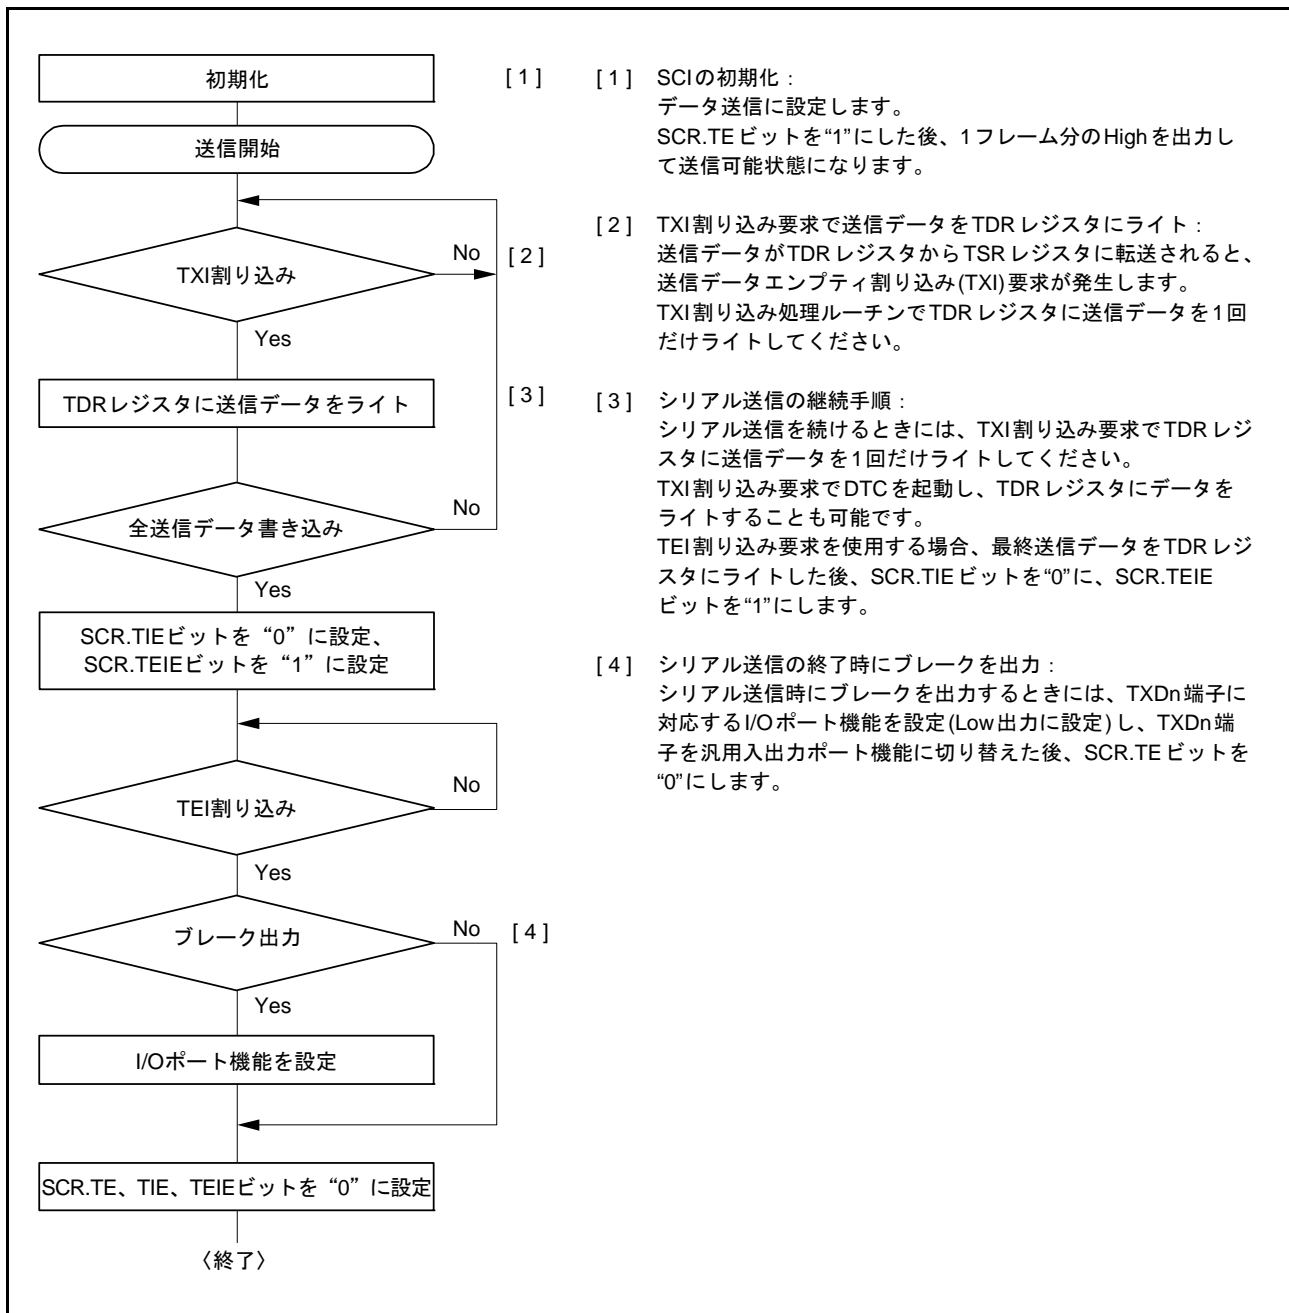 初期化
[1]
送信開始
TXI割り込み
No
[2]
Yes
TDRレジスタに送信データをライト
[3]
全送信データ書き込み
No
Yes
SCR.TIEビットを“0”に設定、
SCR.TEIEビットを“1”に設定
TEI割り込み
No
Yes
ブレーク出力
No
[4]
Yes
I/Oポート機能を設定
SCR.TE、TIE、TEIEビットを“0”に設定
〈終了〉
[1] SCIの初期化：
データ送信に設定します。
SCR.TEビットを“1”にした後、1フレーム分のHighを出力し
て送信可能状態になります。
[2] TXI割り込み要求で送信データをTDRレジスタにライト：
送信データがTDRレジスタからTSRレジスタに転送されると、
送信データエンプティ割り込み(TXI)要求が発生します。
TXI割り込み処理ルーチンでTDRレジスタに送信データを1回
だけライトしてください。
[3] シリアル送信の継続手順：
シリアル送信を続けるときには、TXI割り込み要求でTDRレジ
スタに送信データを1回だけライトしてください。
TXI割り込み要求でDTCを起動し、TDRレジスタにデータを
ライトすることも可能です。
TEI割り込み要求を使用する場合、最終送信データをTDRレジ
スタにライトした後、SCR.TIEビットを“0”に、SCR.TEIE
ビットを“1”にします。
[4] シリアル送信の終了時にブレークを出力：
シリアル送信時にブレークを出力するときには、TXDn端子に
対応するI/Oポート機能を設定(Low出力に設定)し、TXDn端
子を汎用入出力ポート機能に切り替えた後、SCR.TEビットを
“0”にします。